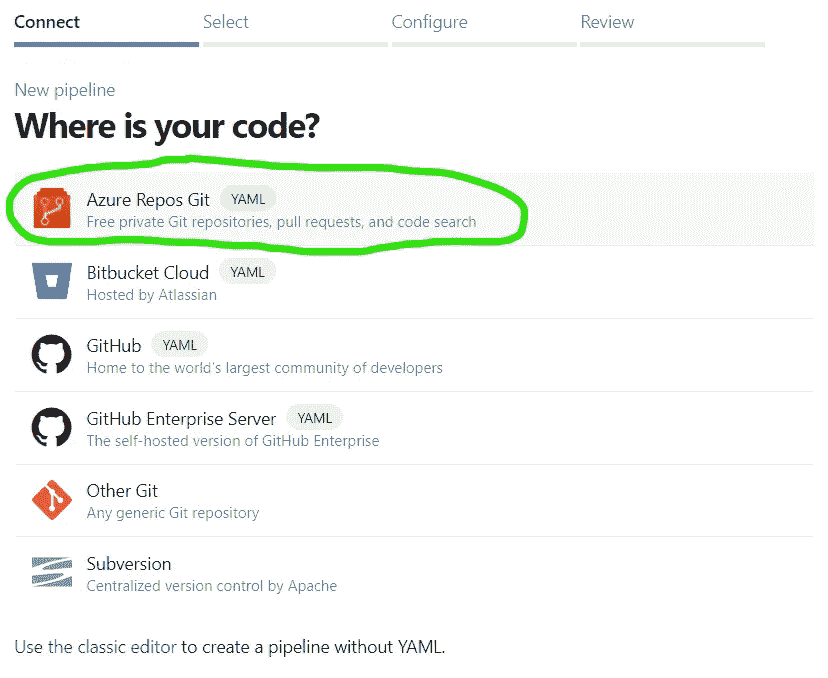 Connect Select Configure Review
New pipeline
Where is your code?
Azure Repos Git YAML
Free private Git repositories, pull requests, and code search
Bitbucket Cloud YAML
Hosted by Atlassian
GitHub YAML
Home to the world's largest community of developers
GitHub Enterprise Server YAML
The self-hosted version of GitHub Enterprise
Other Git
Any generic Git repository
Subversion
Centralized version control by Apache
Use the classic editor to create a pipeline without YAML.